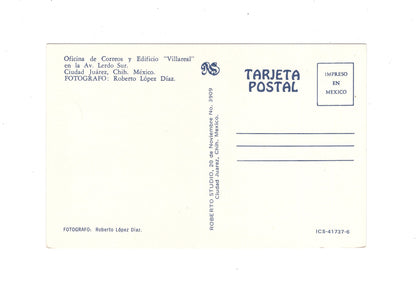 Oficina de Correos y Edificio "Villareal"
en la Av. Lerdo Sur.
Ciudad Juárez, Chih. México.
FOTOGRAFO: Roberto López Díaz.
TARJETA
POSTAL
IMPRESO
EN
MEXICO
ROBERTO STUDIO, 20 de Noviembre No. 3909
Ciudad Juárez, Chih. México.
FOTOGRAFO: Roberto López Díaz.
ICS-41737-6